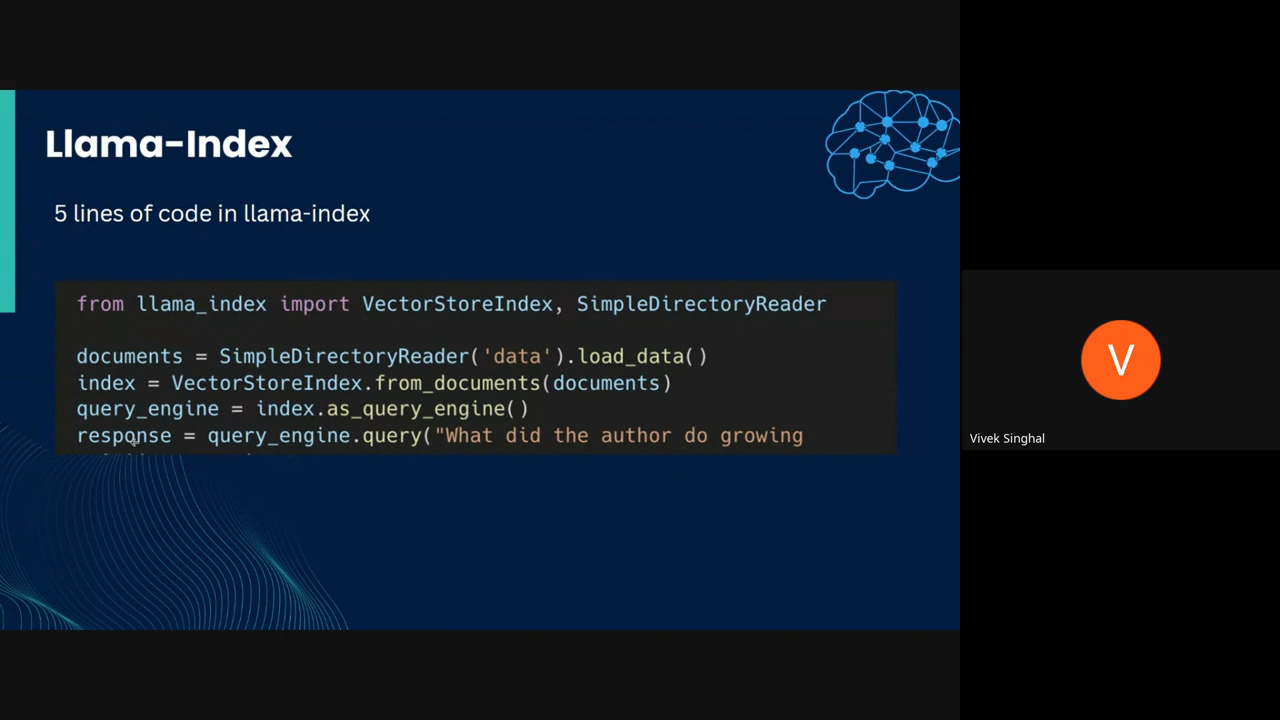 Llama-Index
5 lines of code in llama-index
from llama_index import VectorStoreIndex, SimpleDirectoryReader
documents = SimpleDirectoryReader('data').load_data()
index = VectorStoreIndex.from_documents(documents)
query_engine = index.as_query_engine()
response = query_engine.query("What did the author do growing
V
Vivek Singhal